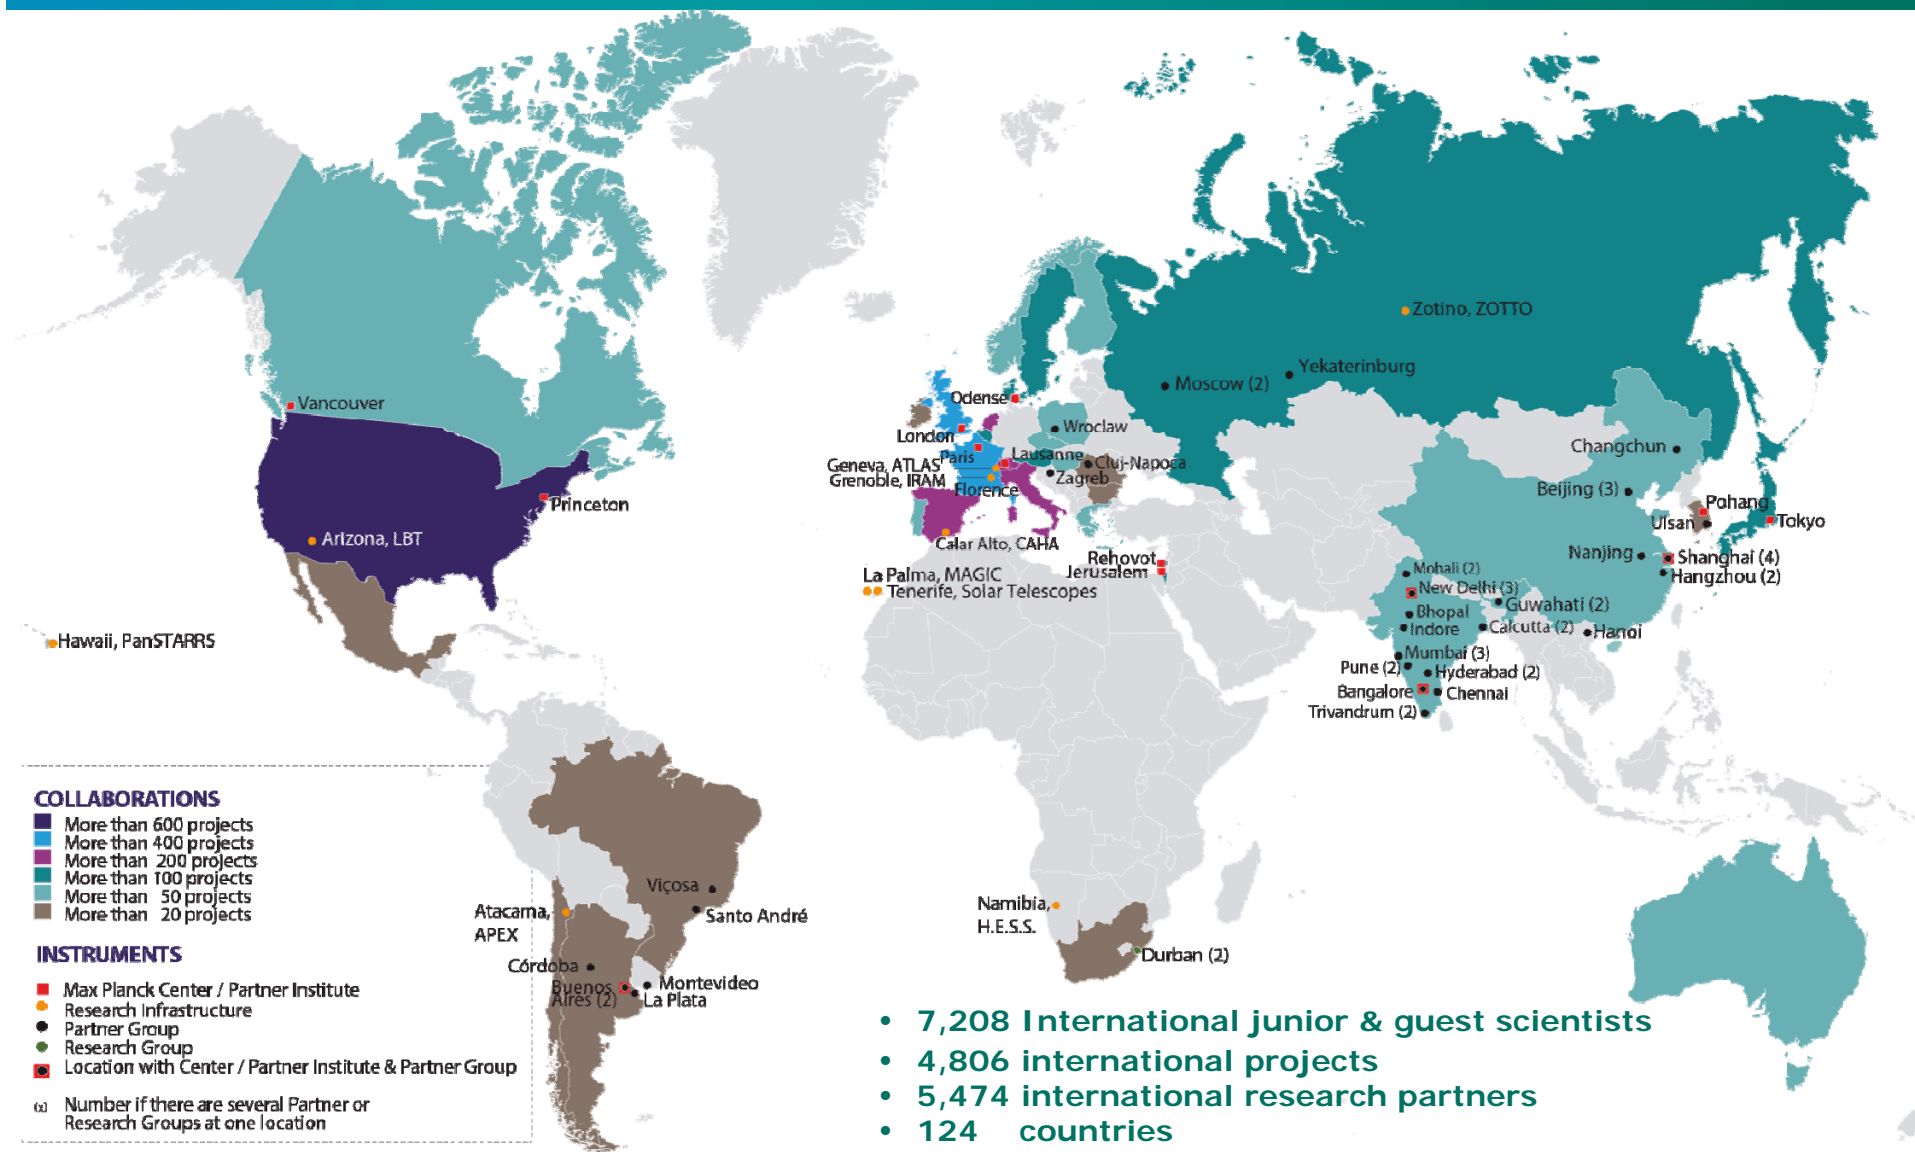 Zotino, ZOTTO
Yekaterinburg
Moscow (2)
Vancouver
Odense
Wroclaw
London
Changchun
Paris
Lausanne
Cluj-Napoca
Geneva, ATLAS
Grenoble, IRAM
Zagreb
Florence
Beijing (3)
Princeton
Pohang
Ulsan
Tokyo
Arizona, LBT
Calar Alto, CAHA
Nanjing
Shanghai (4)
Rehovot
Jerusalem
Mohali (2)
Hangzhou (2)
La Palma, MAGIC
Tenerife, Solar Telescopes
New Delhi (3)
Guwahati (2)
Bhopal
Indore
Calcutta (2)
Hanoi
Hawaii, PanSTARRS
Mumbai (3)
Pune (2)
Hyderabad (2)
Bangalore
Chennai
Trivandrum (2)
COLLABORATIONS
More than 600 projects
More than 400 projects
More than 200 projects
More than 100 projects
More than 50 projects
More than 20 projects
Viçosa
Santo André
Atacama,
APEX
Namibia,
H.E.S.S.
Durban (2)
Córdoba
Buenos
Aires (2)
Montevideo
La Plata
INSTRUMENTS
Max Planck Center / Partner Institute
Research Infrastructure
Partner Group
Research Group
Location with Center / Partner Institute & Partner Group
(x) Number if there are several Partner or
Research Groups at one location
• 7,208 International junior & guest scientists
• 4,806 international projects
• 5,474 international research partners
• 124 countries